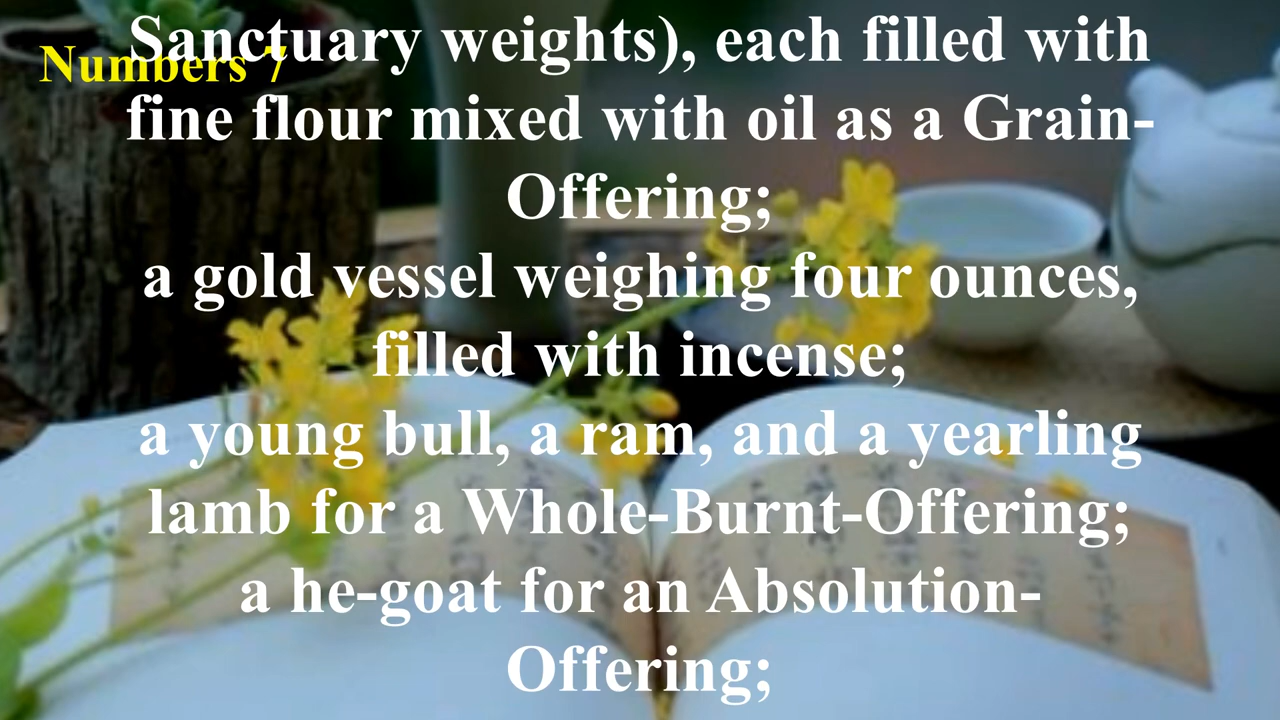 Numbers 7
Sanctuary weights), each filled with
fine flour mixed with oil as a Grain-
Offering;
a gold vessel weighing four ounces,
filled with incense;
a young bull, a ram, and a yearling
lamb for a Whole-Burnt-Offering;
a he-goat for an Absolution-
Offering;